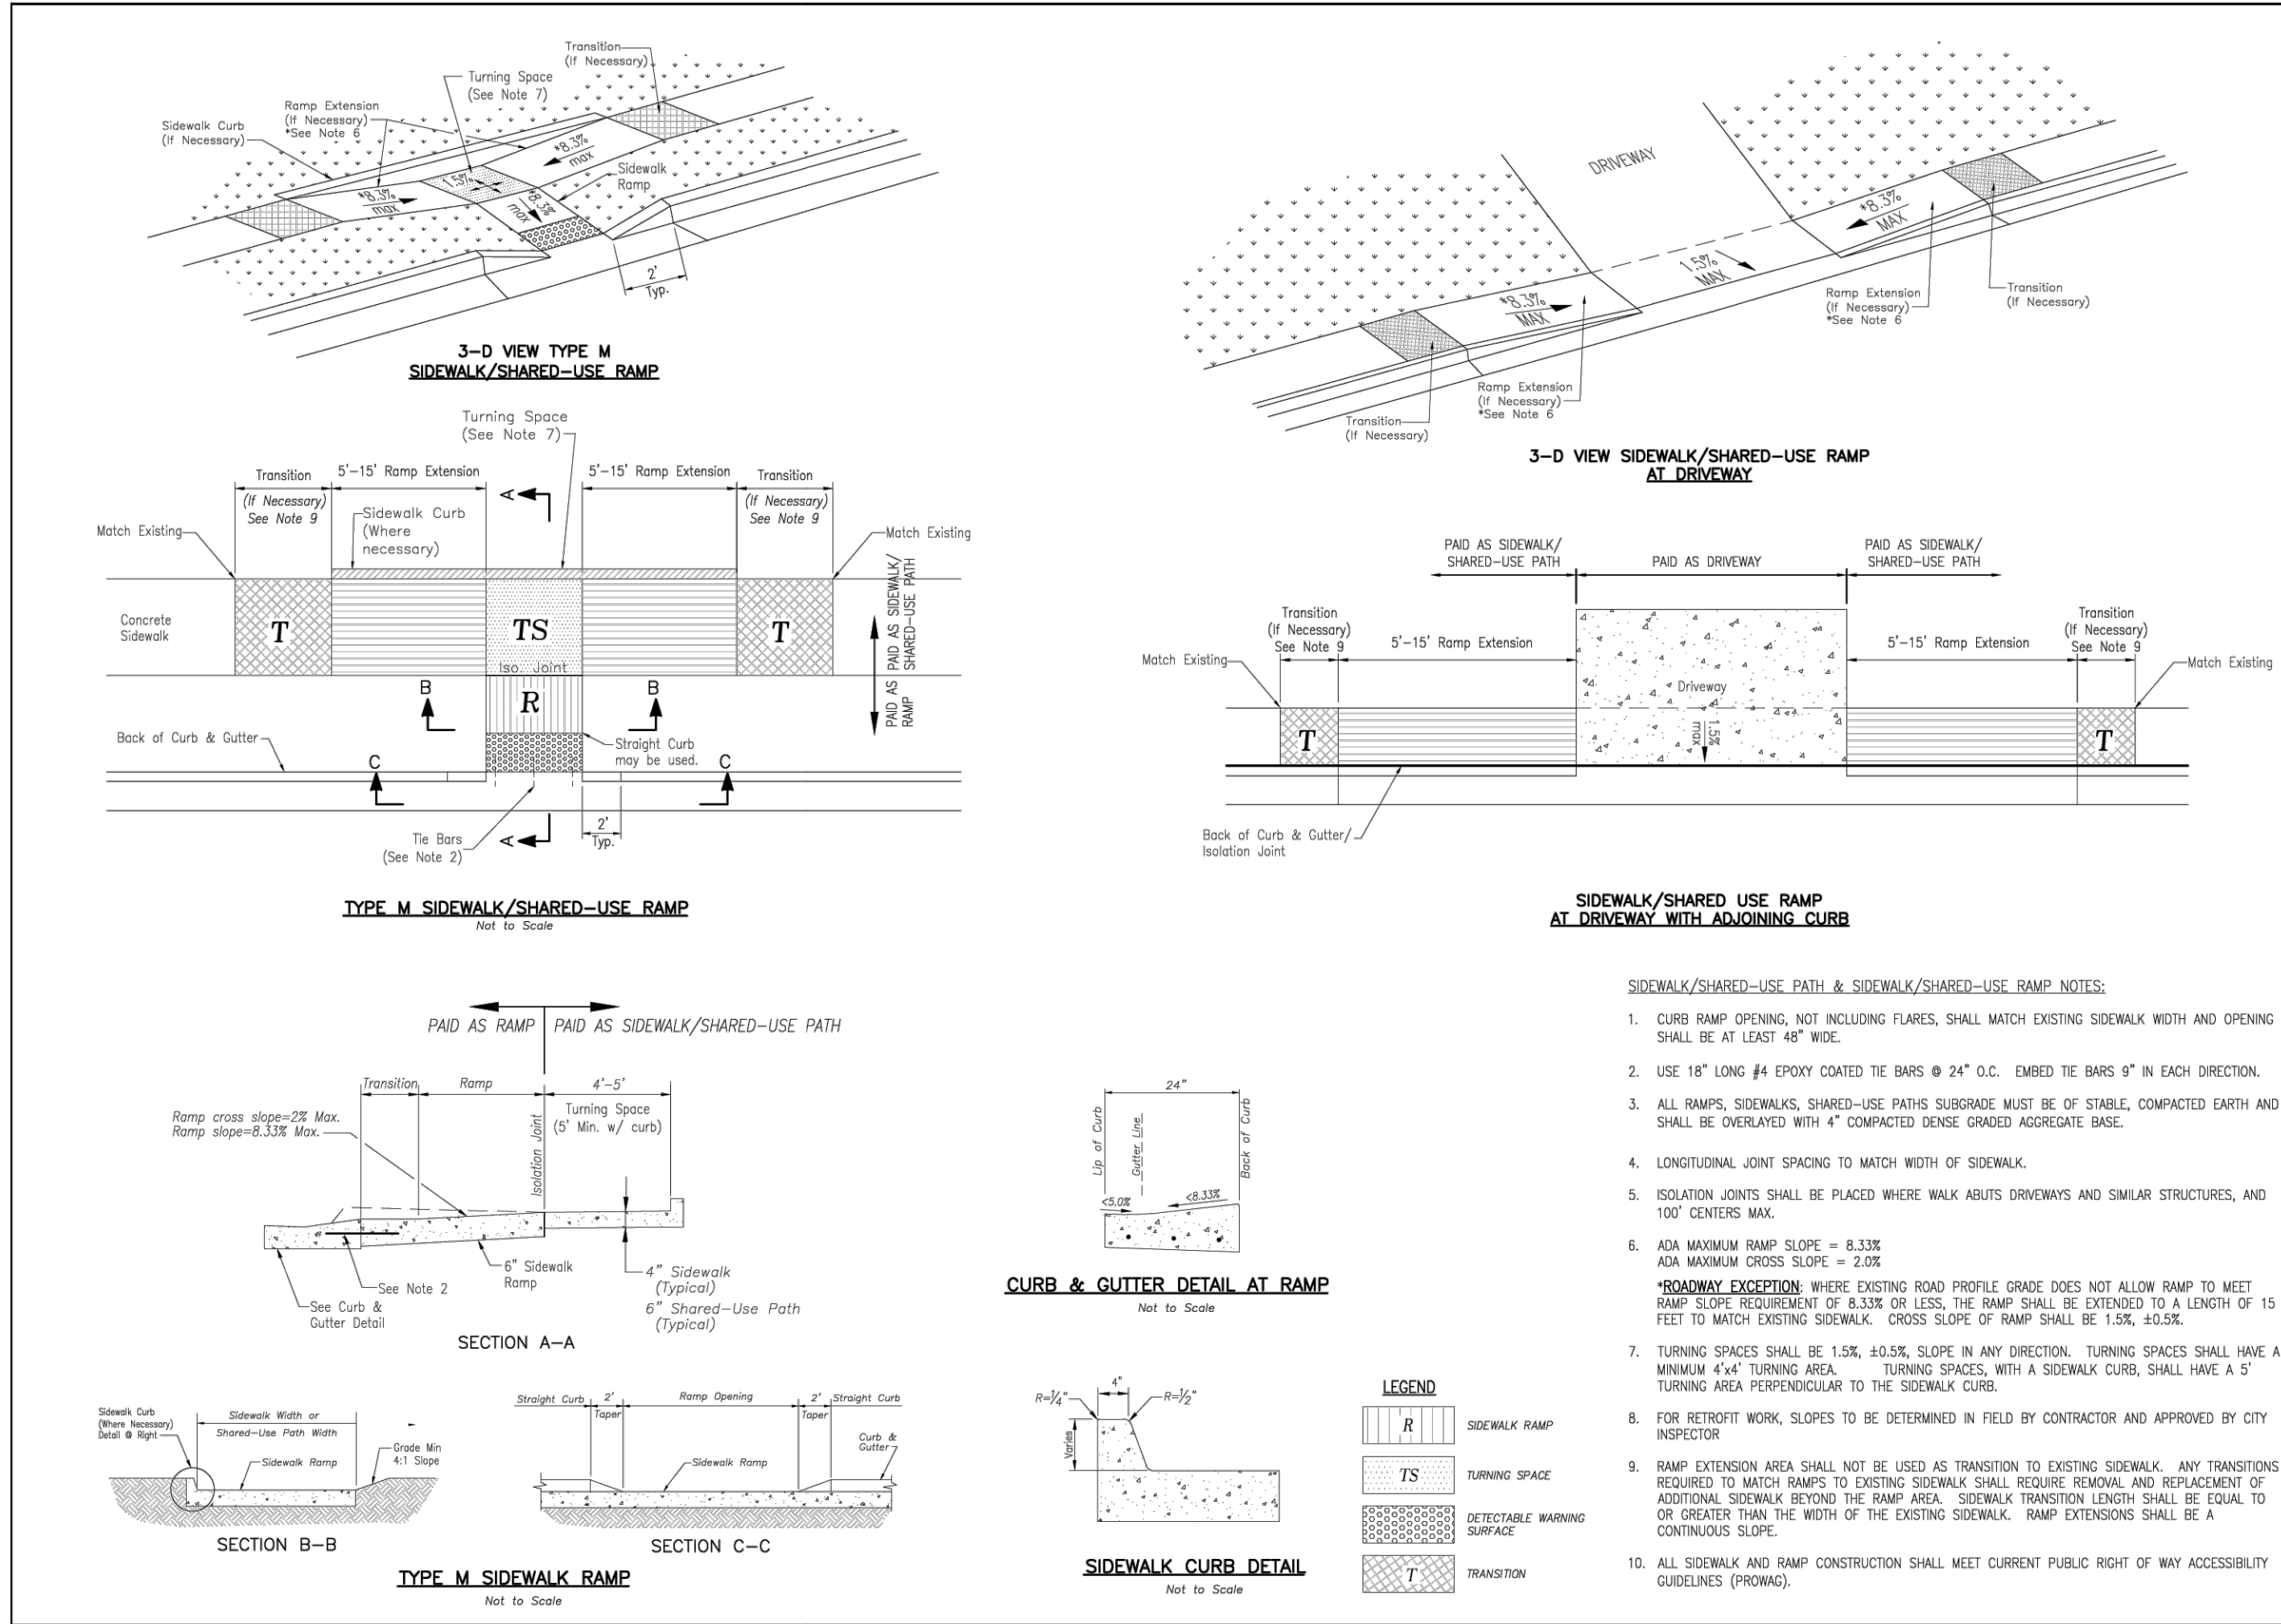 Transition
(If Necessary)
Turning Space
(See Note 7)
Ramp Extension
(If Necessary)
*See Note 6
Sidewalk Curb
(If Necessary)
*8.3%
max
Sidewalk
Ramp
1.5%
*8.3%
max
*8.3%
max
2'
Typ.
3-D VIEW TYPE M
SIDEWALK/SHARED-USE RAMP
DRIVEWAY
*8.3%
MAX
1.5%
MAX
*8.3%
MAX
Ramp Extension
(If Necessary)
*See Note 6
Transition
(If Necessary)
Ramp Extension
(If Necessary)
*See Note 6
Transition
(If Necessary)
3-D VIEW SIDEWALK/SHARED-USE RAMP
AT DRIVEWAY
Turning Space
(See Note 7)
Transition
(If Necessary)
See Note 9
5'-15' Ramp Extension
A
5'-15' Ramp Extension
Transition
(If Necessary)
See Note 9
Sidewalk Curb
(Where
necessary)
Match Existing
Match Existing
Concrete
Sidewalk
T
TS
T
Iso. Joint
PAID AS SIDEWALK/
SHARED-USE PATH
PAID AS
RAMP
B
R
B
Back of Curb & Gutter
Straight Curb
may be used.
C
C
Tie Bars
(See Note 2)
A
2'
Typ.
TYPE M SIDEWALK/SHARED-USE RAMP
Not to Scale
PAID AS SIDEWALK/
SHARED-USE PATH
PAID AS DRIVEWAY
PAID AS SIDEWALK/
SHARED-USE PATH
Transition
(If Necessary)
See Note 9
5'-15' Ramp Extension
5'-15' Ramp Extension
Transition
(If Necessary)
See Note 9
Match Existing
Match Existing
Driveway
1.5%
max
T
T
Back of Curb & Gutter/
Isolation Joint
SIDEWALK/SHARED USE RAMP
AT DRIVEWAY WITH ADJOINING CURB
PAID AS RAMP
PAID AS SIDEWALK/SHARED-USE PATH
Transition
Ramp
4'-5'
Turning Space
(5' Min. w/ curb)
Ramp cross slope=2% Max.
Ramp slope=8.33% Max.
Isolation Joint
6" Sidewalk
Ramp
See Note 2
See Curb &
Gutter Detail
4" Sidewalk
(Typical)
6" Shared-Use Path
(Typical)
SECTION A-A
24"
Lip of Curb
Gutter Line
Back of Curb
<5.0%
<8.33%
CURB & GUTTER DETAIL AT RAMP
Not to Scale
Sidewalk Curb
(Where Necessary)
Detail @ Right
Sidewalk Width or
Shared-Use Path Width
Grade Min
4:1 Slope
Sidewalk Ramp
SECTION B-B
Straight Curb
2'
Taper
Ramp Opening
2'
Taper
Straight Curb
Curb &
Gutter
Sidewalk Ramp
SECTION C-C
TYPE M SIDEWALK RAMP
Not to Scale
4"
R=1/4"
R=1/2"
Varies
SIDEWALK CURB DETAIL
Not to Scale
LEGEND
R
SIDEWALK RAMP
TS
TURNING SPACE
DETECTABLE WARNING
SURFACE
T
TRANSITION
SIDEWALK/SHARED-USE PATH & SIDEWALK/SHARED-USE RAMP NOTES:
1. CURB RAMP OPENING, NOT INCLUDING FLARES, SHALL MATCH EXISTING SIDEWALK WIDTH AND OPENING
SHALL BE AT LEAST 48" WIDE.
2. USE 18" LONG #4 EPOXY COATED TIE BARS @ 24" O.C. EMBED TIE BARS 9" IN EACH DIRECTION.
3. ALL RAMPS, SIDEWALKS, SHARED-USE PATHS SUBGRADE MUST BE OF STABLE, COMPACTED EARTH AND
SHALL BE OVERLAYED WITH 4" COMPACTED DENSE GRADED AGGREGATE BASE.
4. LONGITUDINAL JOINT SPACING TO MATCH WIDTH OF SIDEWALK.
5. ISOLATION JOINTS SHALL BE PLACED WHERE WALK ABUTS DRIVEWAYS AND SIMILAR STRUCTURES, AND
100' CENTERS MAX.
6. ADA MAXIMUM RAMP SLOPE = 8.33%
ADA MAXIMUM CROSS SLOPE = 2.0%
*ROADWAY EXCEPTION: WHERE EXISTING ROAD PROFILE GRADE DOES NOT ALLOW RAMP TO MEET
RAMP SLOPE REQUIREMENT OF 8.33% OR LESS, THE RAMP SHALL BE EXTENDED TO A LENGTH OF 15
FEET TO MATCH EXISTING SIDEWALK. CROSS SLOPE OF RAMP SHALL BE 1.5%, ±0.5%.
7. TURNING SPACES SHALL BE 1.5%, ±0.5%, SLOPE IN ANY DIRECTION. TURNING SPACES SHALL HAVE A
MINIMUM 4'x4' TURNING AREA. TURNING SPACES, WITH A SIDEWALK CURB, SHALL HAVE A 5'
TURNING AREA PERPENDICULAR TO THE SIDEWALK CURB.
8. FOR RETROFIT WORK, SLOPES TO BE DETERMINED IN FIELD BY CONTRACTOR AND APPROVED BY CITY
INSPECTOR
9. RAMP EXTENSION AREA SHALL NOT BE USED AS TRANSITION TO EXISTING SIDEWALK. ANY TRANSITIONS
REQUIRED TO MATCH RAMPS TO EXISTING SIDEWALK SHALL REQUIRE REMOVAL AND REPLACEMENT OF
ADDITIONAL SIDEWALK BEYOND THE RAMP AREA. SIDEWALK TRANSITION LENGTH SHALL BE EQUAL TO
OR GREATER THAN THE WIDTH OF THE EXISTING SIDEWALK. RAMP EXTENSIONS SHALL BE A
CONTINUOUS SLOPE.
10. ALL SIDEWALK AND RAMP CONSTRUCTION SHALL MEET CURRENT PUBLIC RIGHT OF WAY ACCESSIBILITY
GUIDELINES (PROWAG).